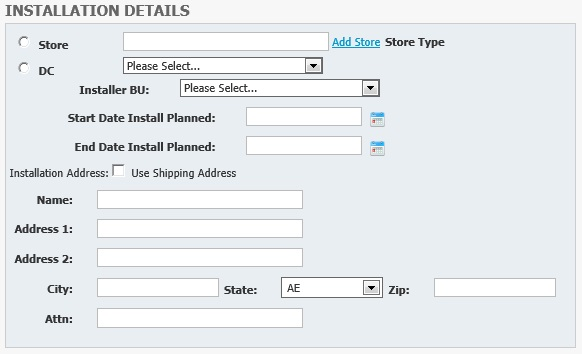 INSTALLATION DETAILS
Store Add Store Store Type
DC Please Select...
Installer BU: Please Select...
Start Date Install Planned:
End Date Install Planned:
Installation Address: Use Shipping Address
Name:
Address 1:
Address 2:
City: State: AE Zip:
Attn: